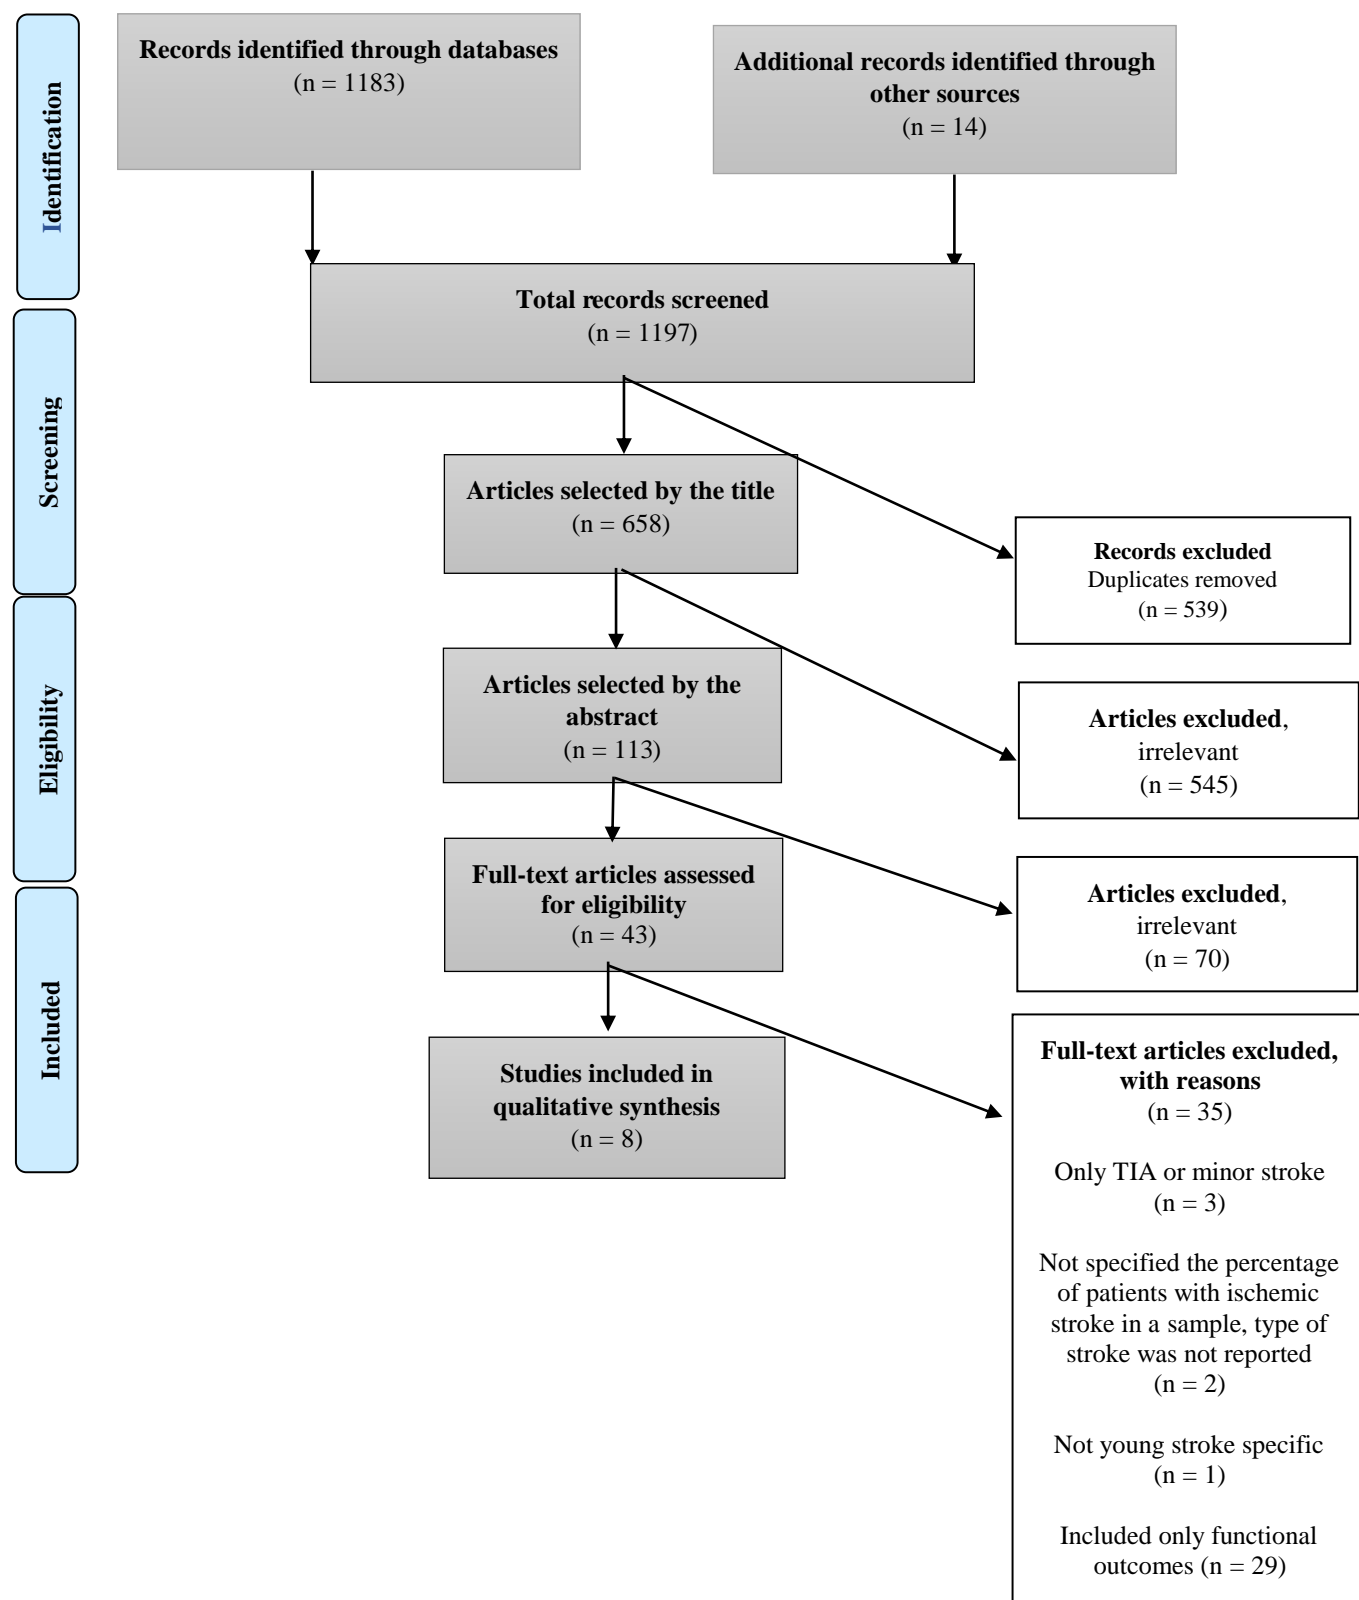 Identification
Records identified through databases
(n = 1183)
Additional records identified through
other sources
(n = 14)
Total records screened
(n = 1197)
Screening
Articles selected by the title
(n = 658)
Records excluded
Duplicates removed
(n = 539)
Eligibility
Articles selected by the
abstract
(n = 113)
Articles excluded,
irrelevant
(n = 545)
Full-text articles assessed
for eligibility
(n = 43)
Articles excluded,
irrelevant
(n = 70)
Included
Studies included in
qualitative synthesis
(n = 8)
Full-text articles excluded,
with reasons
(n = 35)
Only TIA or minor stroke
(n = 3)
Not specified the percentage
of patients with ischemic
stroke in a sample, type of
stroke was not reported
(n = 2)
Not young stroke specific
(n = 1)
Included only functional
outcomes (n = 29)